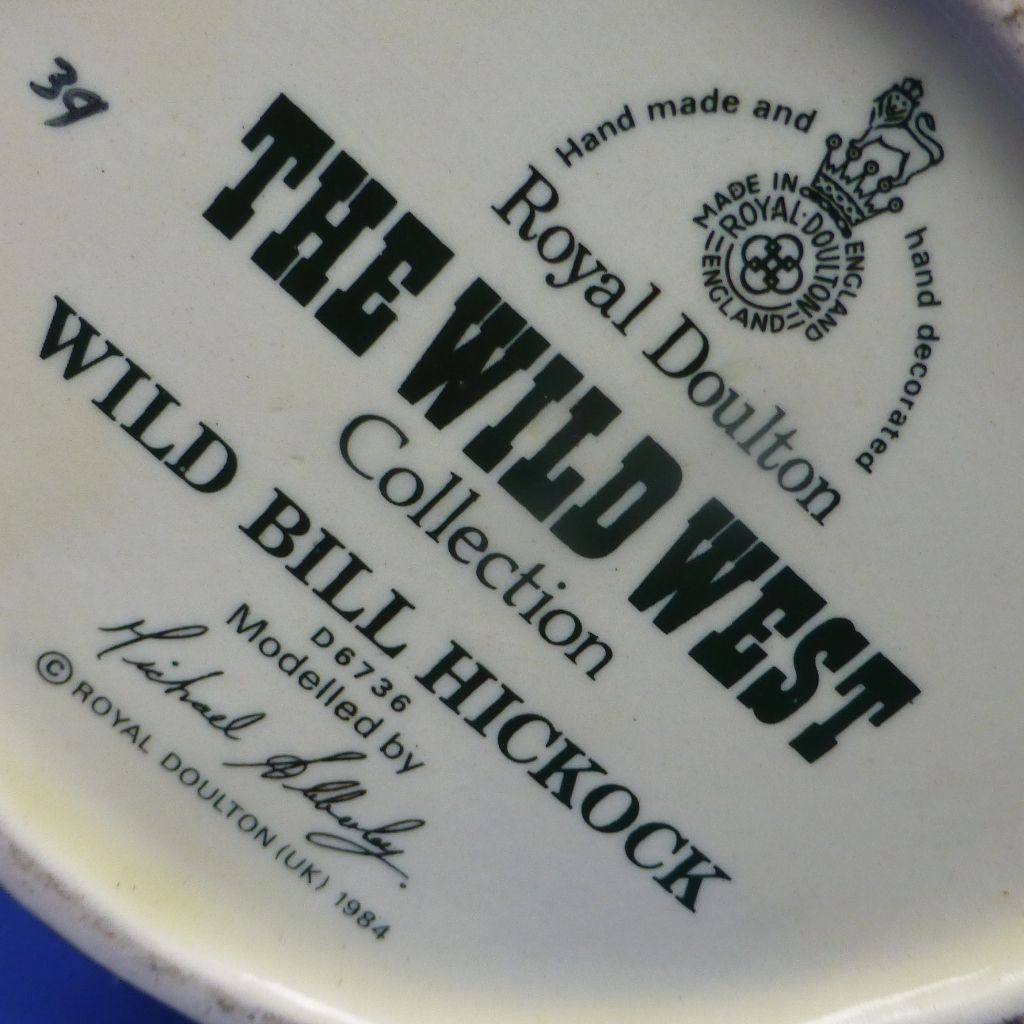 39
Hand made and hand decorated
MADE IN ENGLAND
ROYAL·DOULTON
ENGLAND
Royal Doulton
THE WILD WEST
Collection
WILD BILL HICKOCK
D6736
Modelled by
Michael Abberley.
© ROYAL DOULTON (UK) 1984